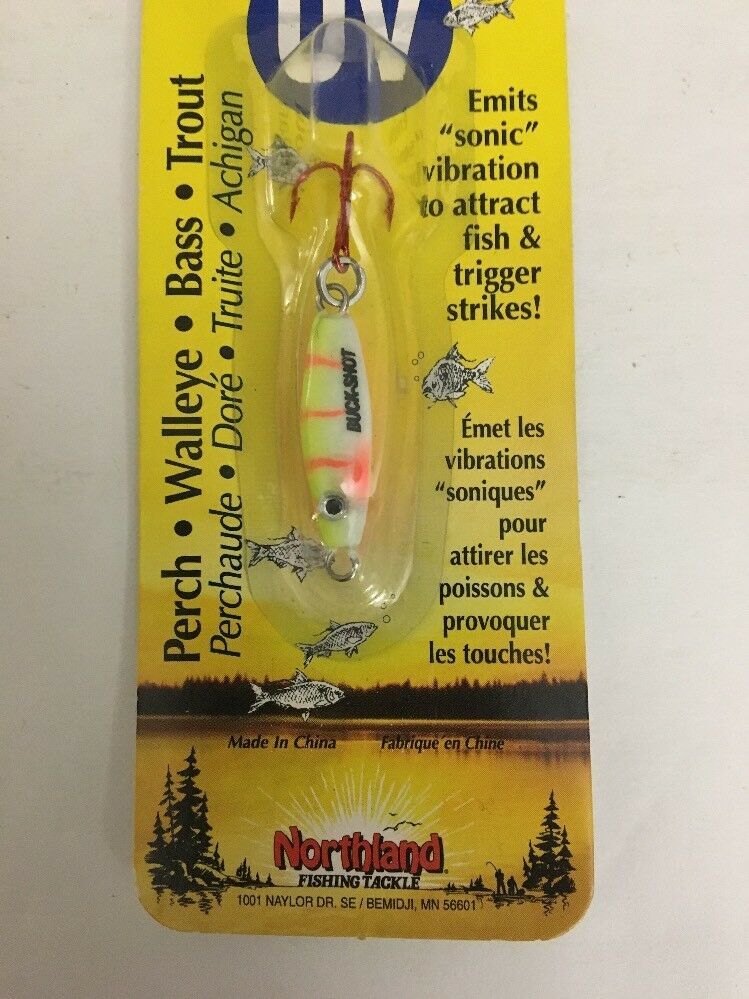 UV
Perch • Walleye • Bass • Trout
Perchaude • Doré • Truite • Achigan
Emits
"sonic"
vibration
to attract
fish &
trigger
strikes!
BUCK-SHOT
Émet les
vibrations
"soniques"
pour
attirer les
poissons &
provoquer
les touches!
Made In China
Fabriqué en Chine
Northland
FISHING TACKLE
1001 NAYLOR DR. SE / BEMIDJI, MN 56601